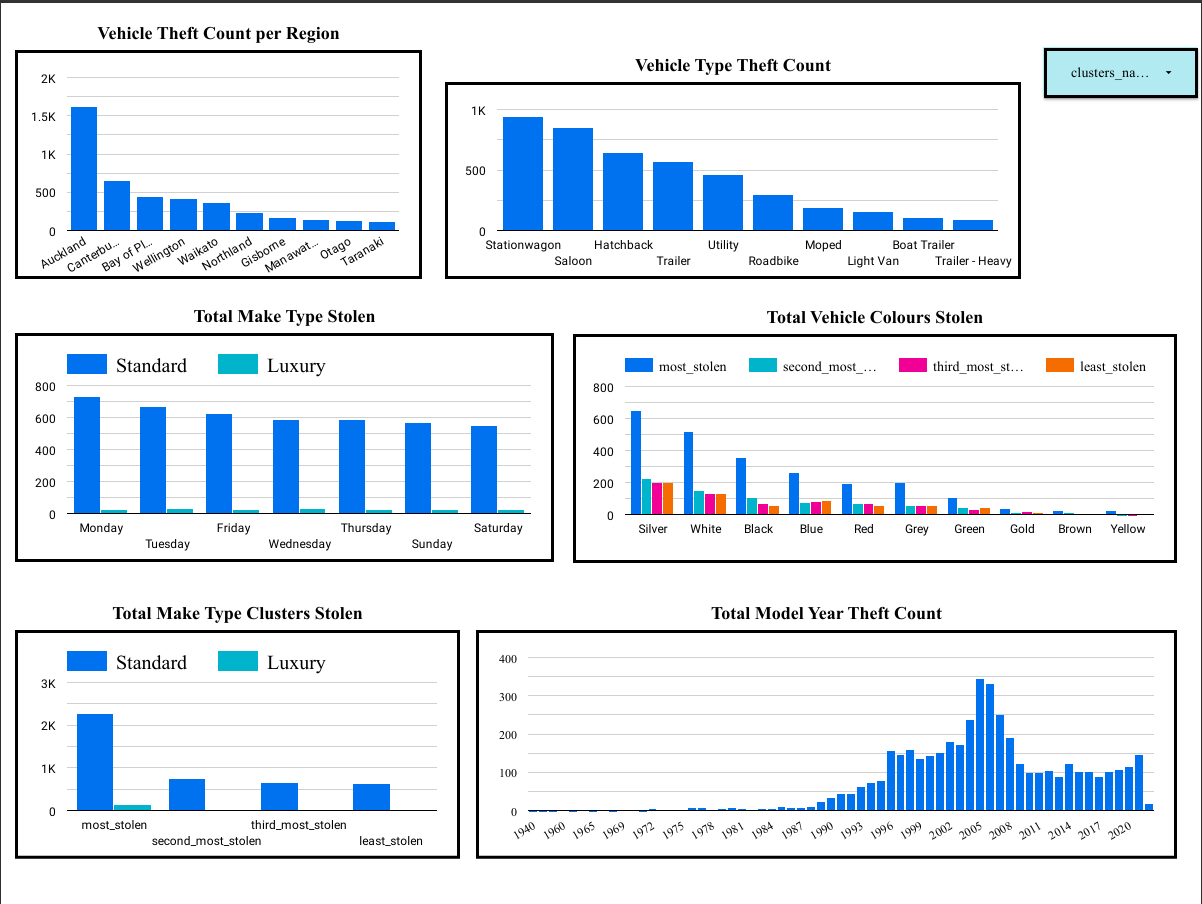 Vehicle Theft Count per Region
2K
1.5K
1K
500
0
Auckland
Canterbu...
Bay of Pl...
Wellington
Waikato
Northland
Gisborne
Manawat...
Otago
Taranaki
Vehicle Type Theft Count
1K
500
0
Stationwagon
Saloon
Hatchback
Trailer
Utility
Roadbike
Moped
Light Van
Boat Trailer
Trailer - Heavy
clusters_na...
Total Make Type Stolen
Standard Luxury
800
600
400
200
0
Monday
Tuesday
Friday
Wednesday
Thursday
Sunday
Saturday
Total Vehicle Colours Stolen
most_stolen second_most_... third_most_st... least_stolen
800
600
400
200
0
Silver White Black Blue Red Grey Green Gold Brown Yellow
Total Make Type Clusters Stolen
Standard Luxury
3K
2K
1K
0
most_stolen
second_most_stolen
third_most_stolen
least_stolen
Total Model Year Theft Count
400
300
200
100
0
1940 1960 1965 1969 1972 1975 1978 1981 1984 1987 1990 1993 1996 1999 2002 2005 2008 2011 2014 2017 2020